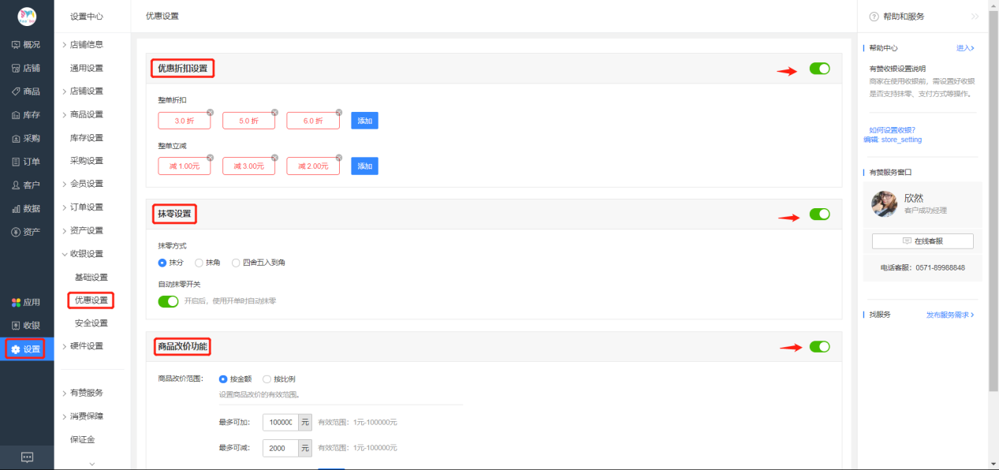 概况
店铺
商品
库存
采购
订单
客户
数据
资产
应用
收银
设置
设置中心
店铺信息
通用设置
店铺设置
商品设置
库存设置
采购设置
会员设置
订单设置
资产设置
收银设置
基础设置
优惠设置
安全设置
硬件设置
有赞服务
消费保障
保证金
优惠设置
优惠折扣设置
整单折扣
3.0 折 5.0 折 6.0 折 添加
整单立减
减 1.00元 减 3.00元 减 2.00元 添加
抹零设置
抹零方式
抹分 抹角 四舍五入到角
自动抹零开关
开启后，使用开单时自动抹零
商品改价功能
商品改价范围： 按金额 按比例
设置商品改价的有效范围。
最多可加： 100000 元 有效范围：1元-100000元
最多可减： 2000 元 有效范围：1元-100000元
帮助和服务
帮助中心 进入
有赞收银设置说明
商家在使用收银前，需设置好收银
是否支持抹零、支付方式等操作。
如何设置收银?
编辑: store_setting
有赞服务窗口
欣然
客户成功经理
在线客服
电话客服：0571-89988848
找服务 发布服务需求